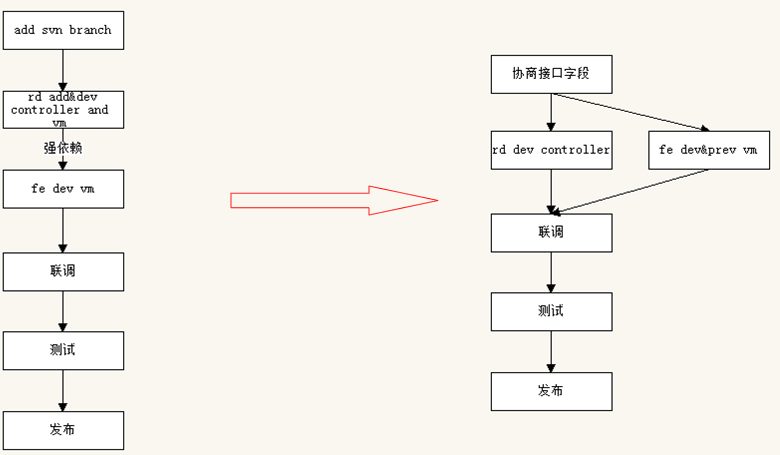 add svn branch
rd add&dev
controller and
vm
强依赖
fe dev vm
联调
测试
发布
协商接口字段
rd dev controller
fe dev&prev vm
联调
测试
发布